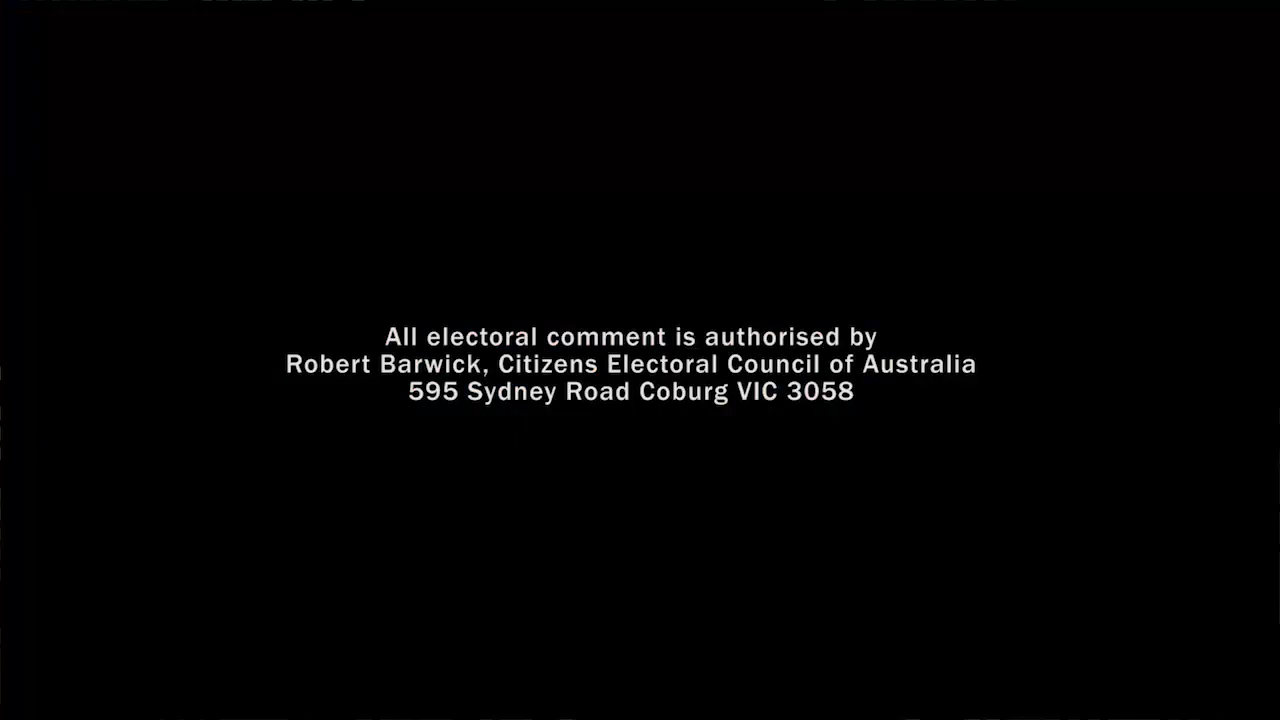 All electoral comment is authorised by
Robert Barwick, Citizens Electoral Council of Australia
595 Sydney Road Coburg VIC 3058